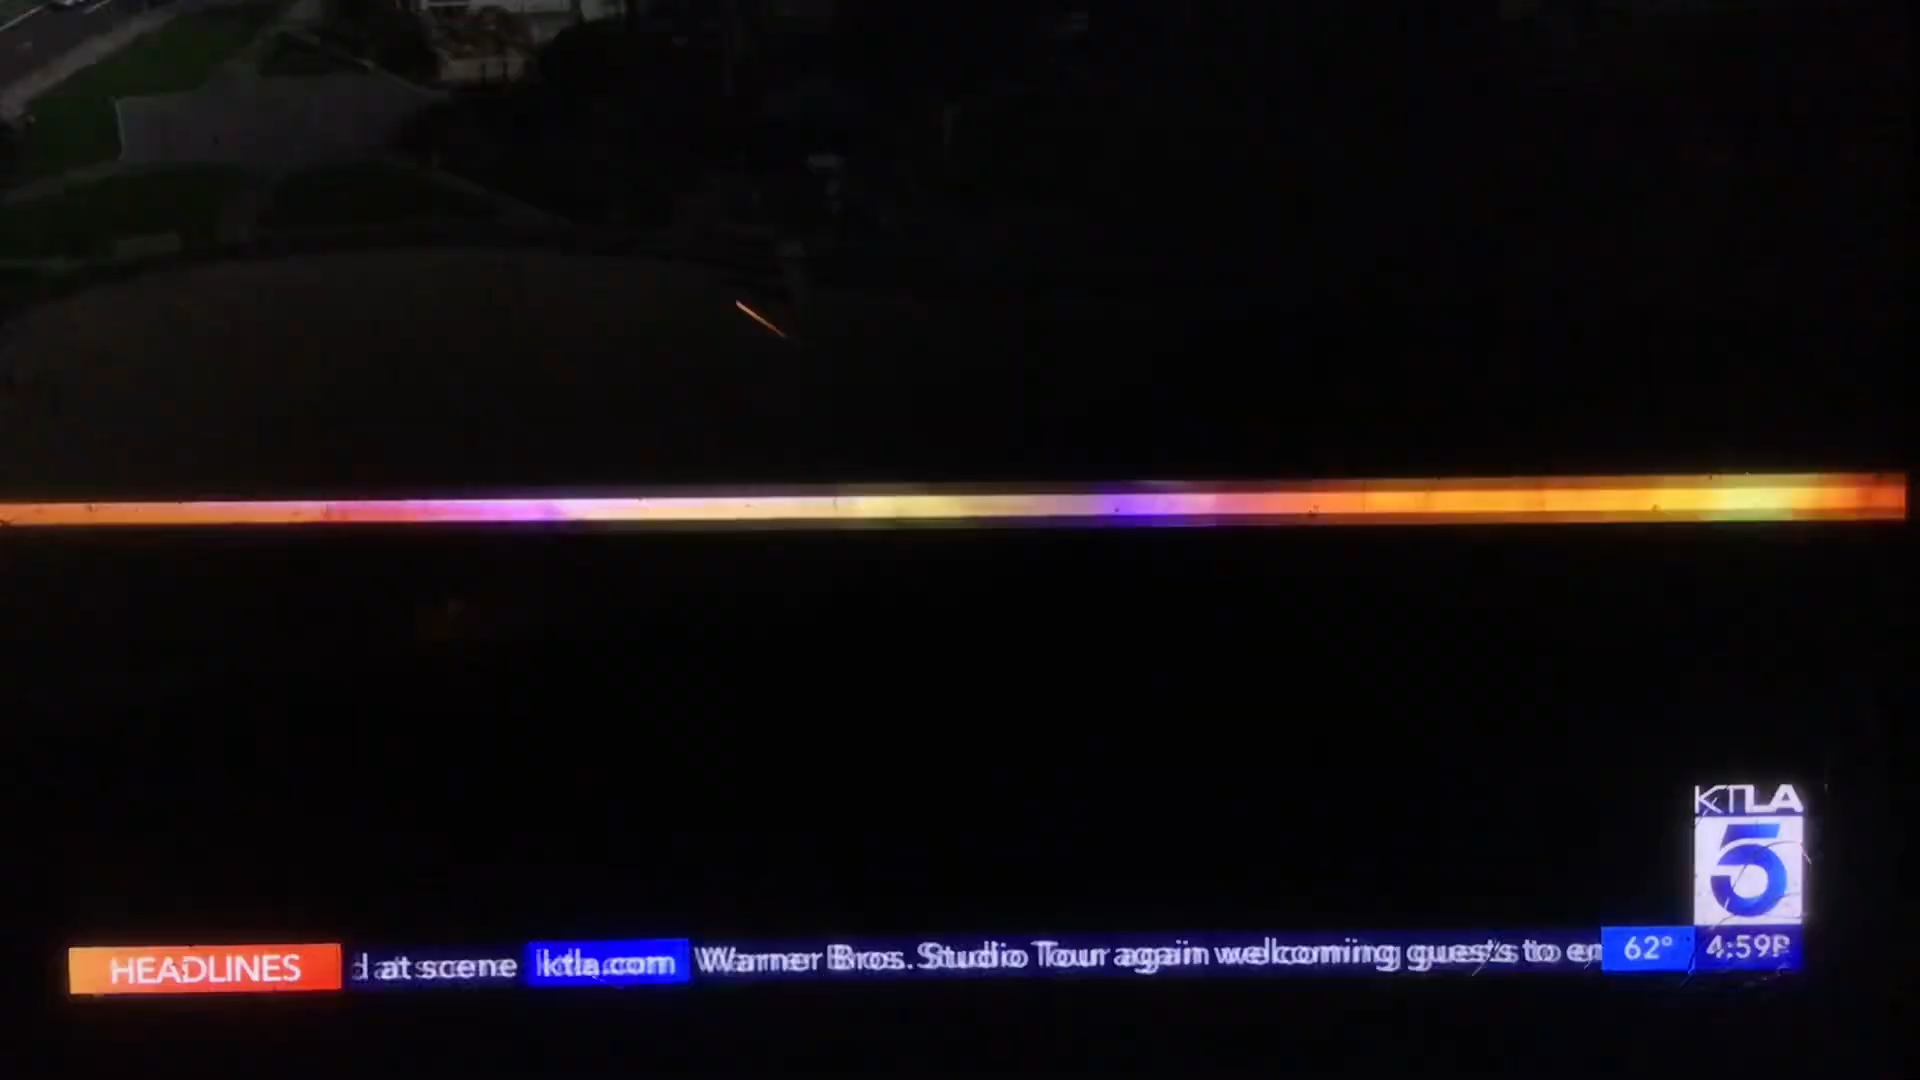 KTLA
5
HEADLINES d at scene ktla.com Warner Bros. Studio Tour again welcoming guests to en 62° 4:59P